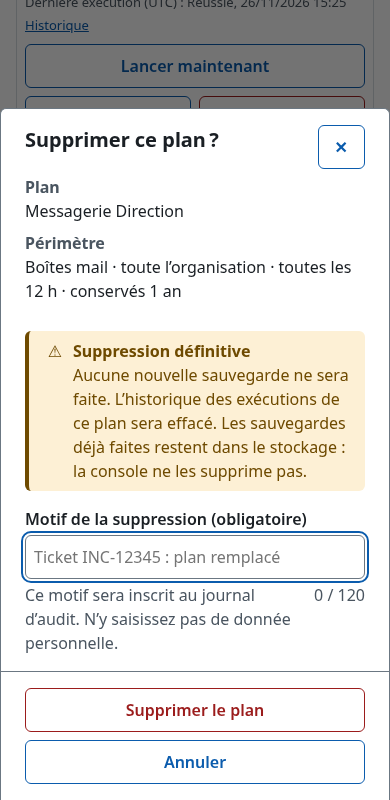 Dernière exécution (UTC) : Réussie, 26/11/2026 15:25
Historique
Lancer maintenant
Supprimer ce plan ?
×
Plan
Messagerie Direction
Périmètre
Boîtes mail · toute l’organisation · toutes les
12 h · conservés 1 an
⚠ Suppression définitive
Aucune nouvelle sauvegarde ne sera
faite. L’historique des exécutions de
ce plan sera effacé. Les sauvegardes
déjà faites restent dans le stockage :
la console ne les supprime pas.
Motif de la suppression (obligatoire)
Ticket INC-12345 : plan remplacé
Ce motif sera inscrit au journal 0 / 120
d’audit. N’y saisissez pas de donnée
personnelle.
Supprimer le plan
Annuler